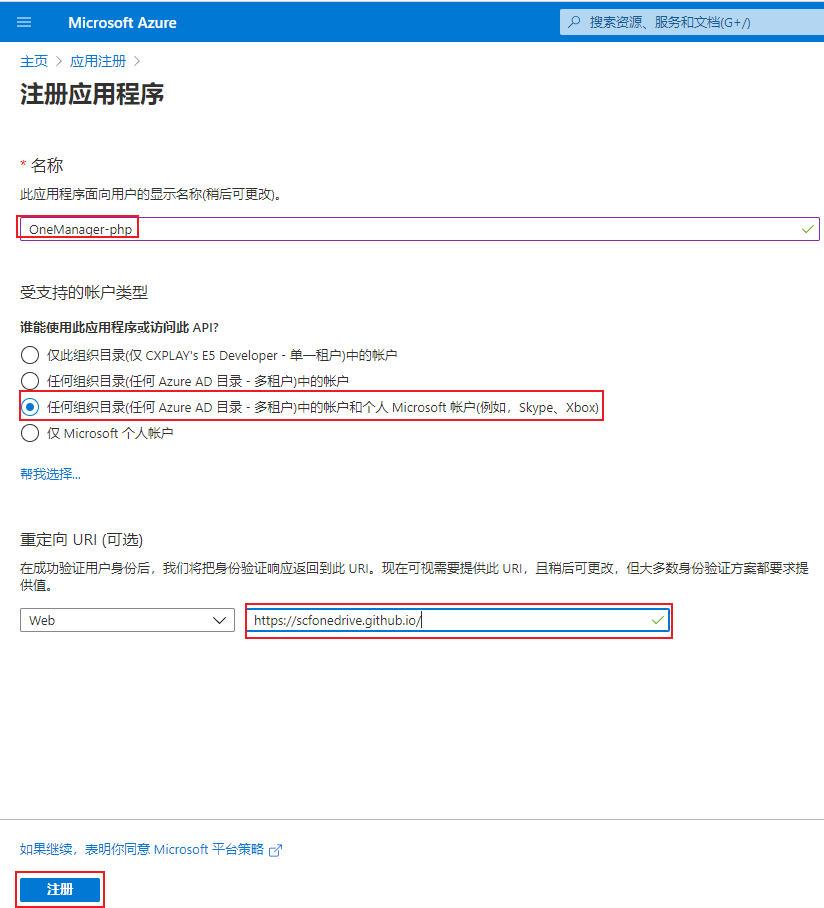 Microsoft Azure
搜索资源、服务和文档(G+/)
主页 > 应用注册 >
注册应用程序
* 名称
此应用程序面向用户的显示名称(稍后可更改)。
OneManager-php
受支持的帐户类型
谁能使用此应用程序或访问此 API?
仅此组织目录(仅 CXPLAY's E5 Developer - 单一租户)中的帐户
任何组织目录(任何 Azure AD 目录 - 多租户)中的帐户
任何组织目录(任何 Azure AD 目录 - 多租户)中的帐户和个人 Microsoft 帐户(例如，Skype、Xbox)
仅 Microsoft 个人帐户
帮我选择...
重定向 URI (可选)
在成功验证用户身份后，我们将把身份验证响应返回到此 URI。现在可视需要提供此 URI，且稍后可更改，但大多数身份验证方案都要求提
供值。
Web
https://scfonedrive.github.io/
如果继续，表明你同意 Microsoft 平台策略
注册